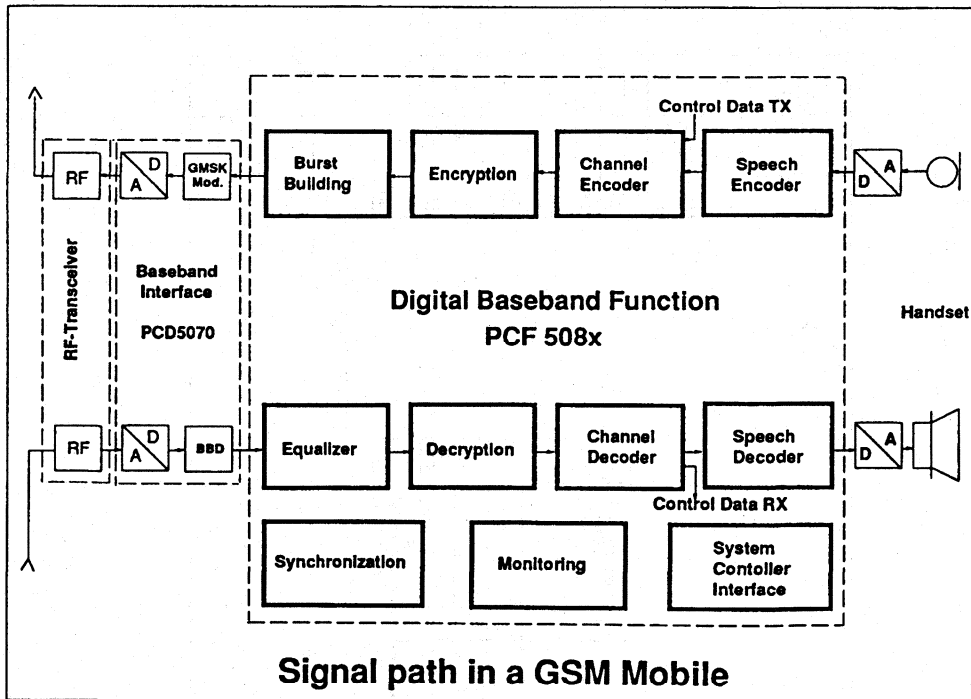 Control Data TX
RF
D
A
GMSK
Mod.
Burst
Building
Encryption
Channel
Encoder
Speech
Encoder
A
D
RF-Transceiver
Baseband
Interface
PCD5070
Digital Baseband Function
PCF 508x
Handset
RF
D
A
BBD
Equalizer
Decryption
Channel
Decoder
Speech
Decoder
A
D
Control Data RX
Synchronization
Monitoring
System
Contoller
Interface
Signal path in a GSM Mobile